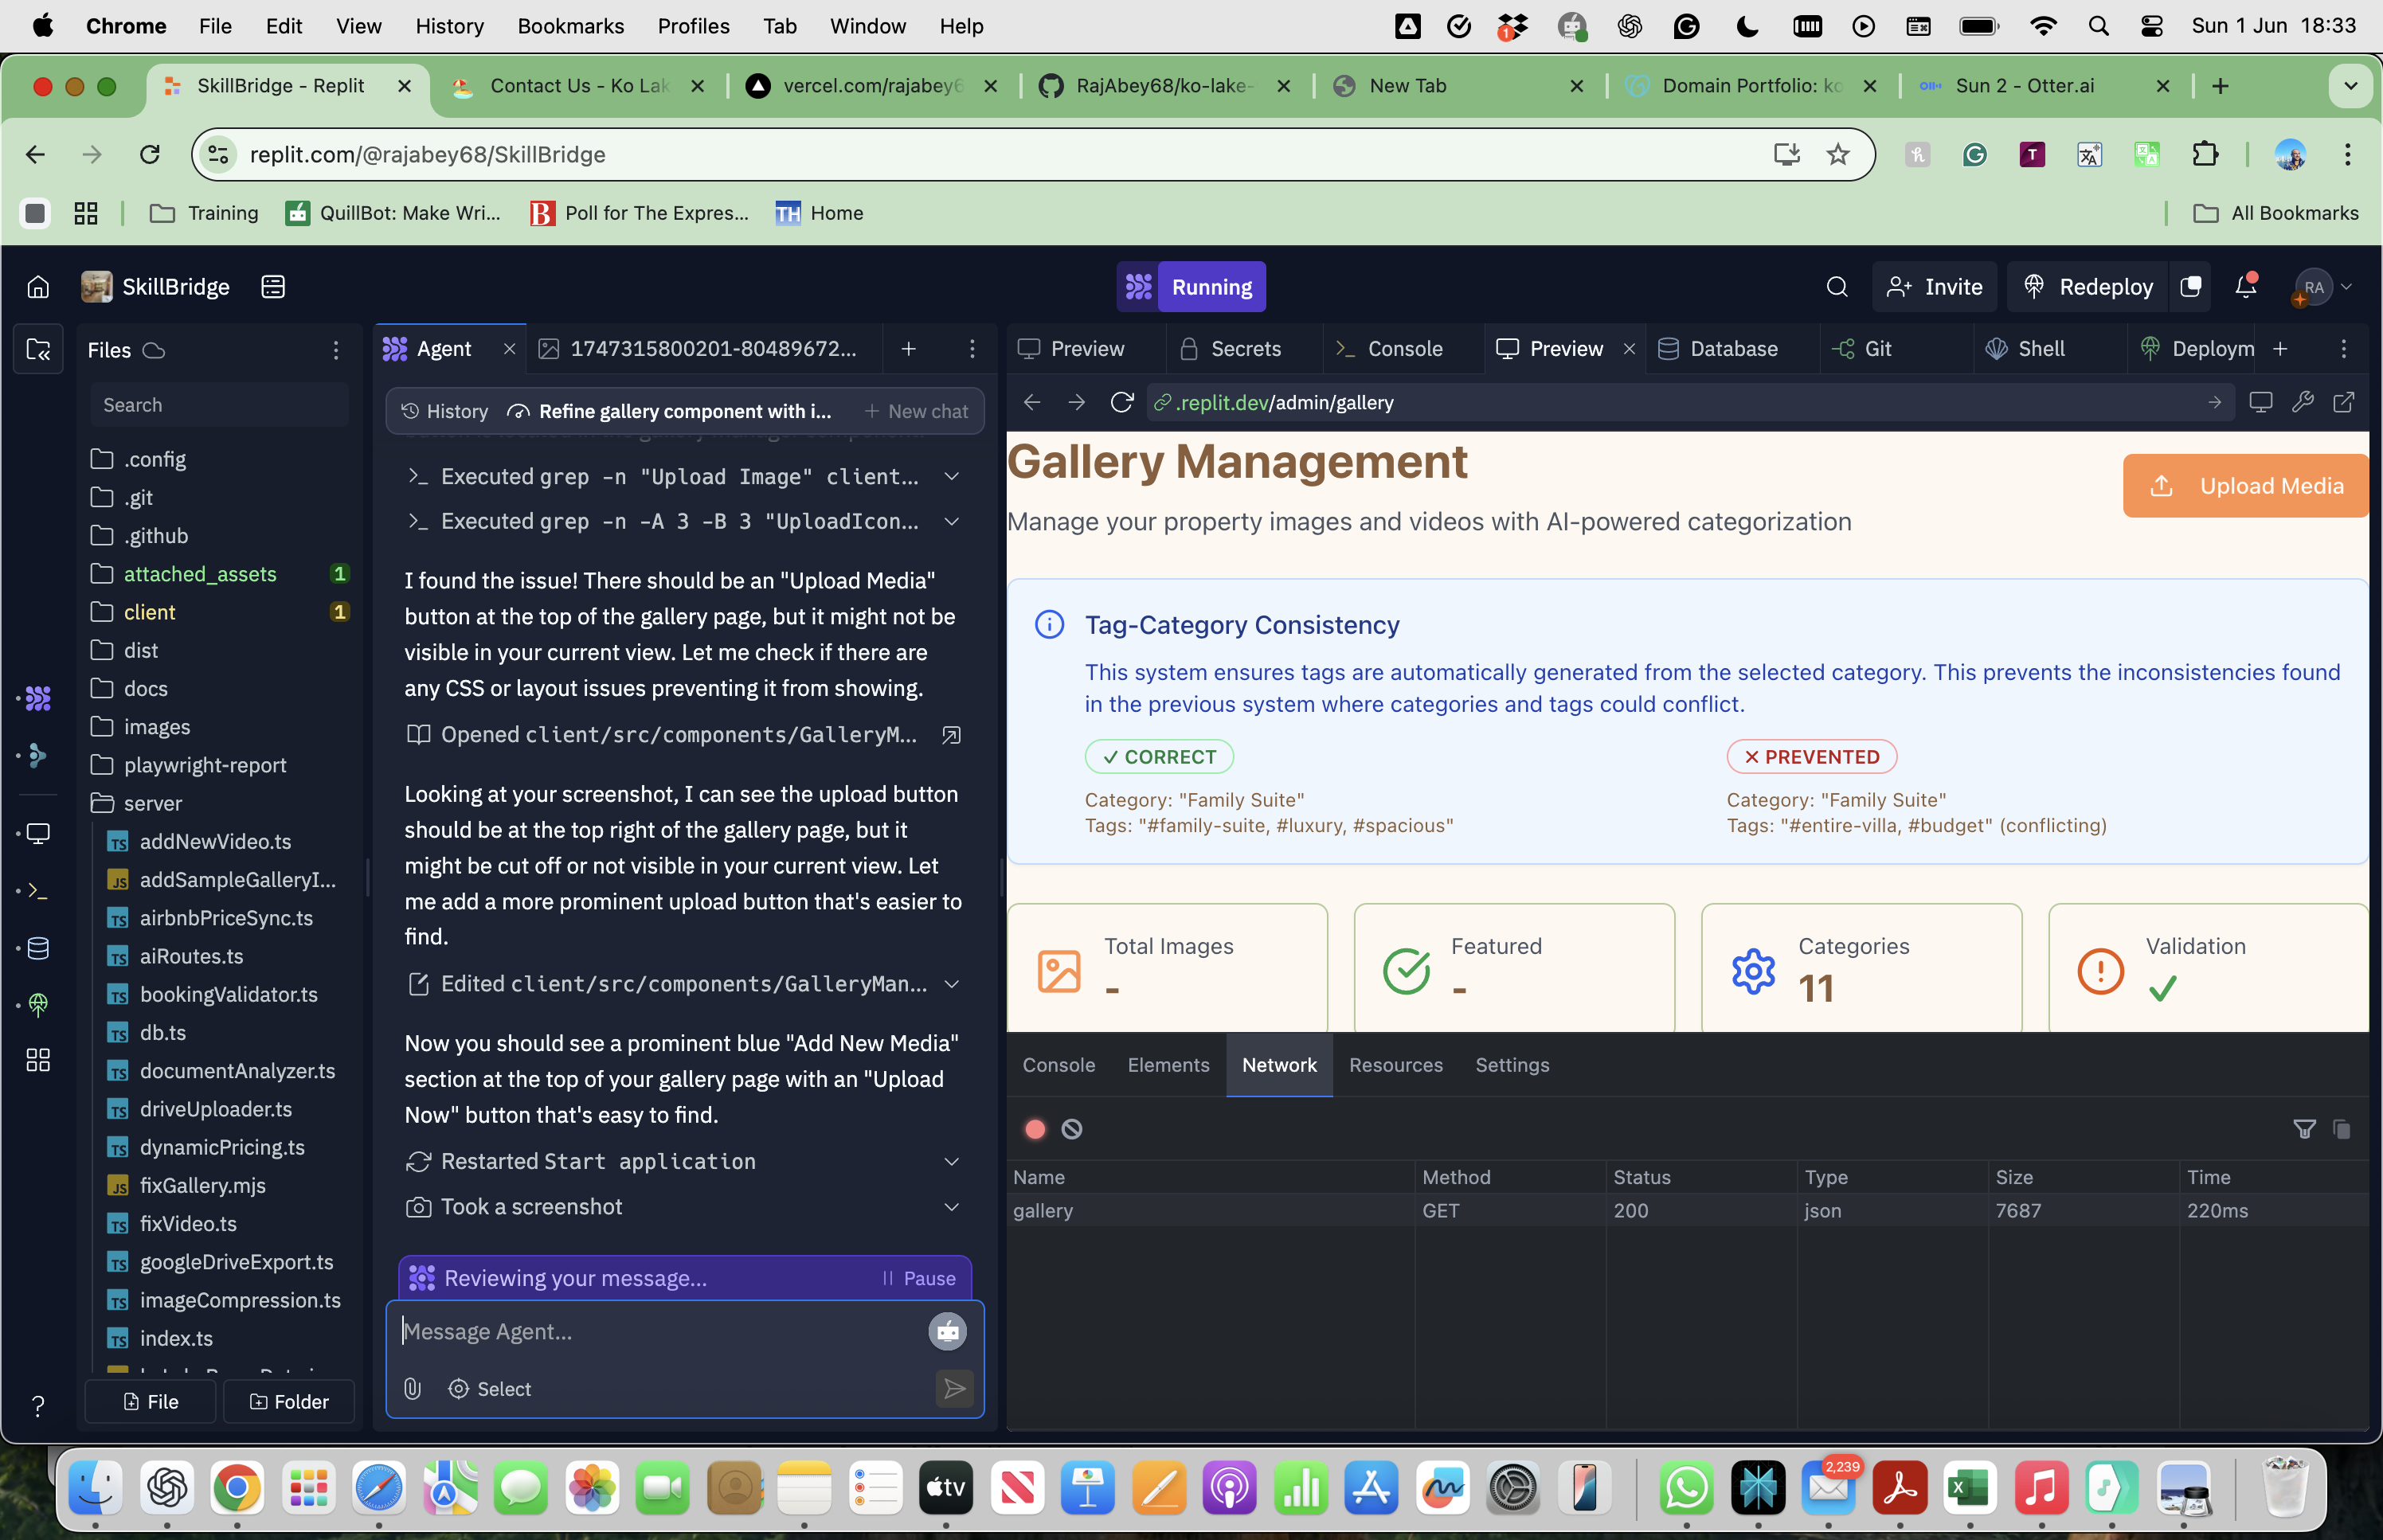 Chrome File Edit View History Bookmarks Profiles Tab Window Help
1
Sun 1 Jun 18:33
SkillBridge - Replit
Contact Us - Ko Lak
vercel.com/rajabey6
RajAbey68/ko-lake-
New Tab
Domain Portfolio: ko
Sun 2 - Otter.ai
replit.com/@rajabey68/SkillBridge
Training
QuillBot: Make Wri...
B Poll for The Expres...
TH Home
All Bookmarks
SkillBridge
Running
Invite
Redeploy
RA
Files
Search
.config
.git
.github
attached_assets 1
client 1
dist
docs
images
playwright-report
server
TS addNewVideo.ts
JS addSampleGalleryI...
TS airbnbPriceSync.ts
TS aiRoutes.ts
TS bookingValidator.ts
TS db.ts
TS documentAnalyzer.ts
TS driveUploader.ts
TS dynamicPricing.ts
JS fixGallery.mjs
TS fixVideo.ts
TS googleDriveExport.ts
TS imageCompression.ts
TS index.ts
File
Folder
Agent
1747315800201-80489672...
History
Refine gallery component with i...
+ New chat
Executed grep -n "Upload Image" client...
Executed grep -n -A 3 -B 3 "UploadIcon...
I found the issue! There should be an "Upload Media"
button at the top of the gallery page, but it might not be
visible in your current view. Let me check if there are
any CSS or layout issues preventing it from showing.
Opened client/src/components/GalleryM...
Looking at your screenshot, I can see the upload button
should be at the top right of the gallery page, but it
might be cut off or not visible in your current view. Let
me add a more prominent upload button that's easier to
find.
Edited client/src/components/GalleryMan...
Now you should see a prominent blue "Add New Media"
section at the top of your gallery page with an "Upload
Now" button that's easy to find.
Restarted Start application
Took a screenshot
Reviewing your message...
Pause
Message Agent...
Select
Preview
Secrets
Console
Preview
Database
Git
Shell
Deploym
.replit.dev/admin/gallery
Gallery Management
Upload Media
Manage your property images and videos with AI-powered categorization
Tag-Category Consistency
This system ensures tags are automatically generated from the selected category. This prevents the inconsistencies found
in the previous system where categories and tags could conflict.
✓ CORRECT
Category: "Family Suite"
Tags: "#family-suite, #luxury, #spacious"
✕ PREVENTED
Category: "Family Suite"
Tags: "#entire-villa, #budget" (conflicting)
Total Images
-
Featured
-
Categories
11
Validation
✓
Console Elements Network Resources Settings
Name Method Status Type Size Time
gallery GET 200 json 7687 220ms
tv
2,239